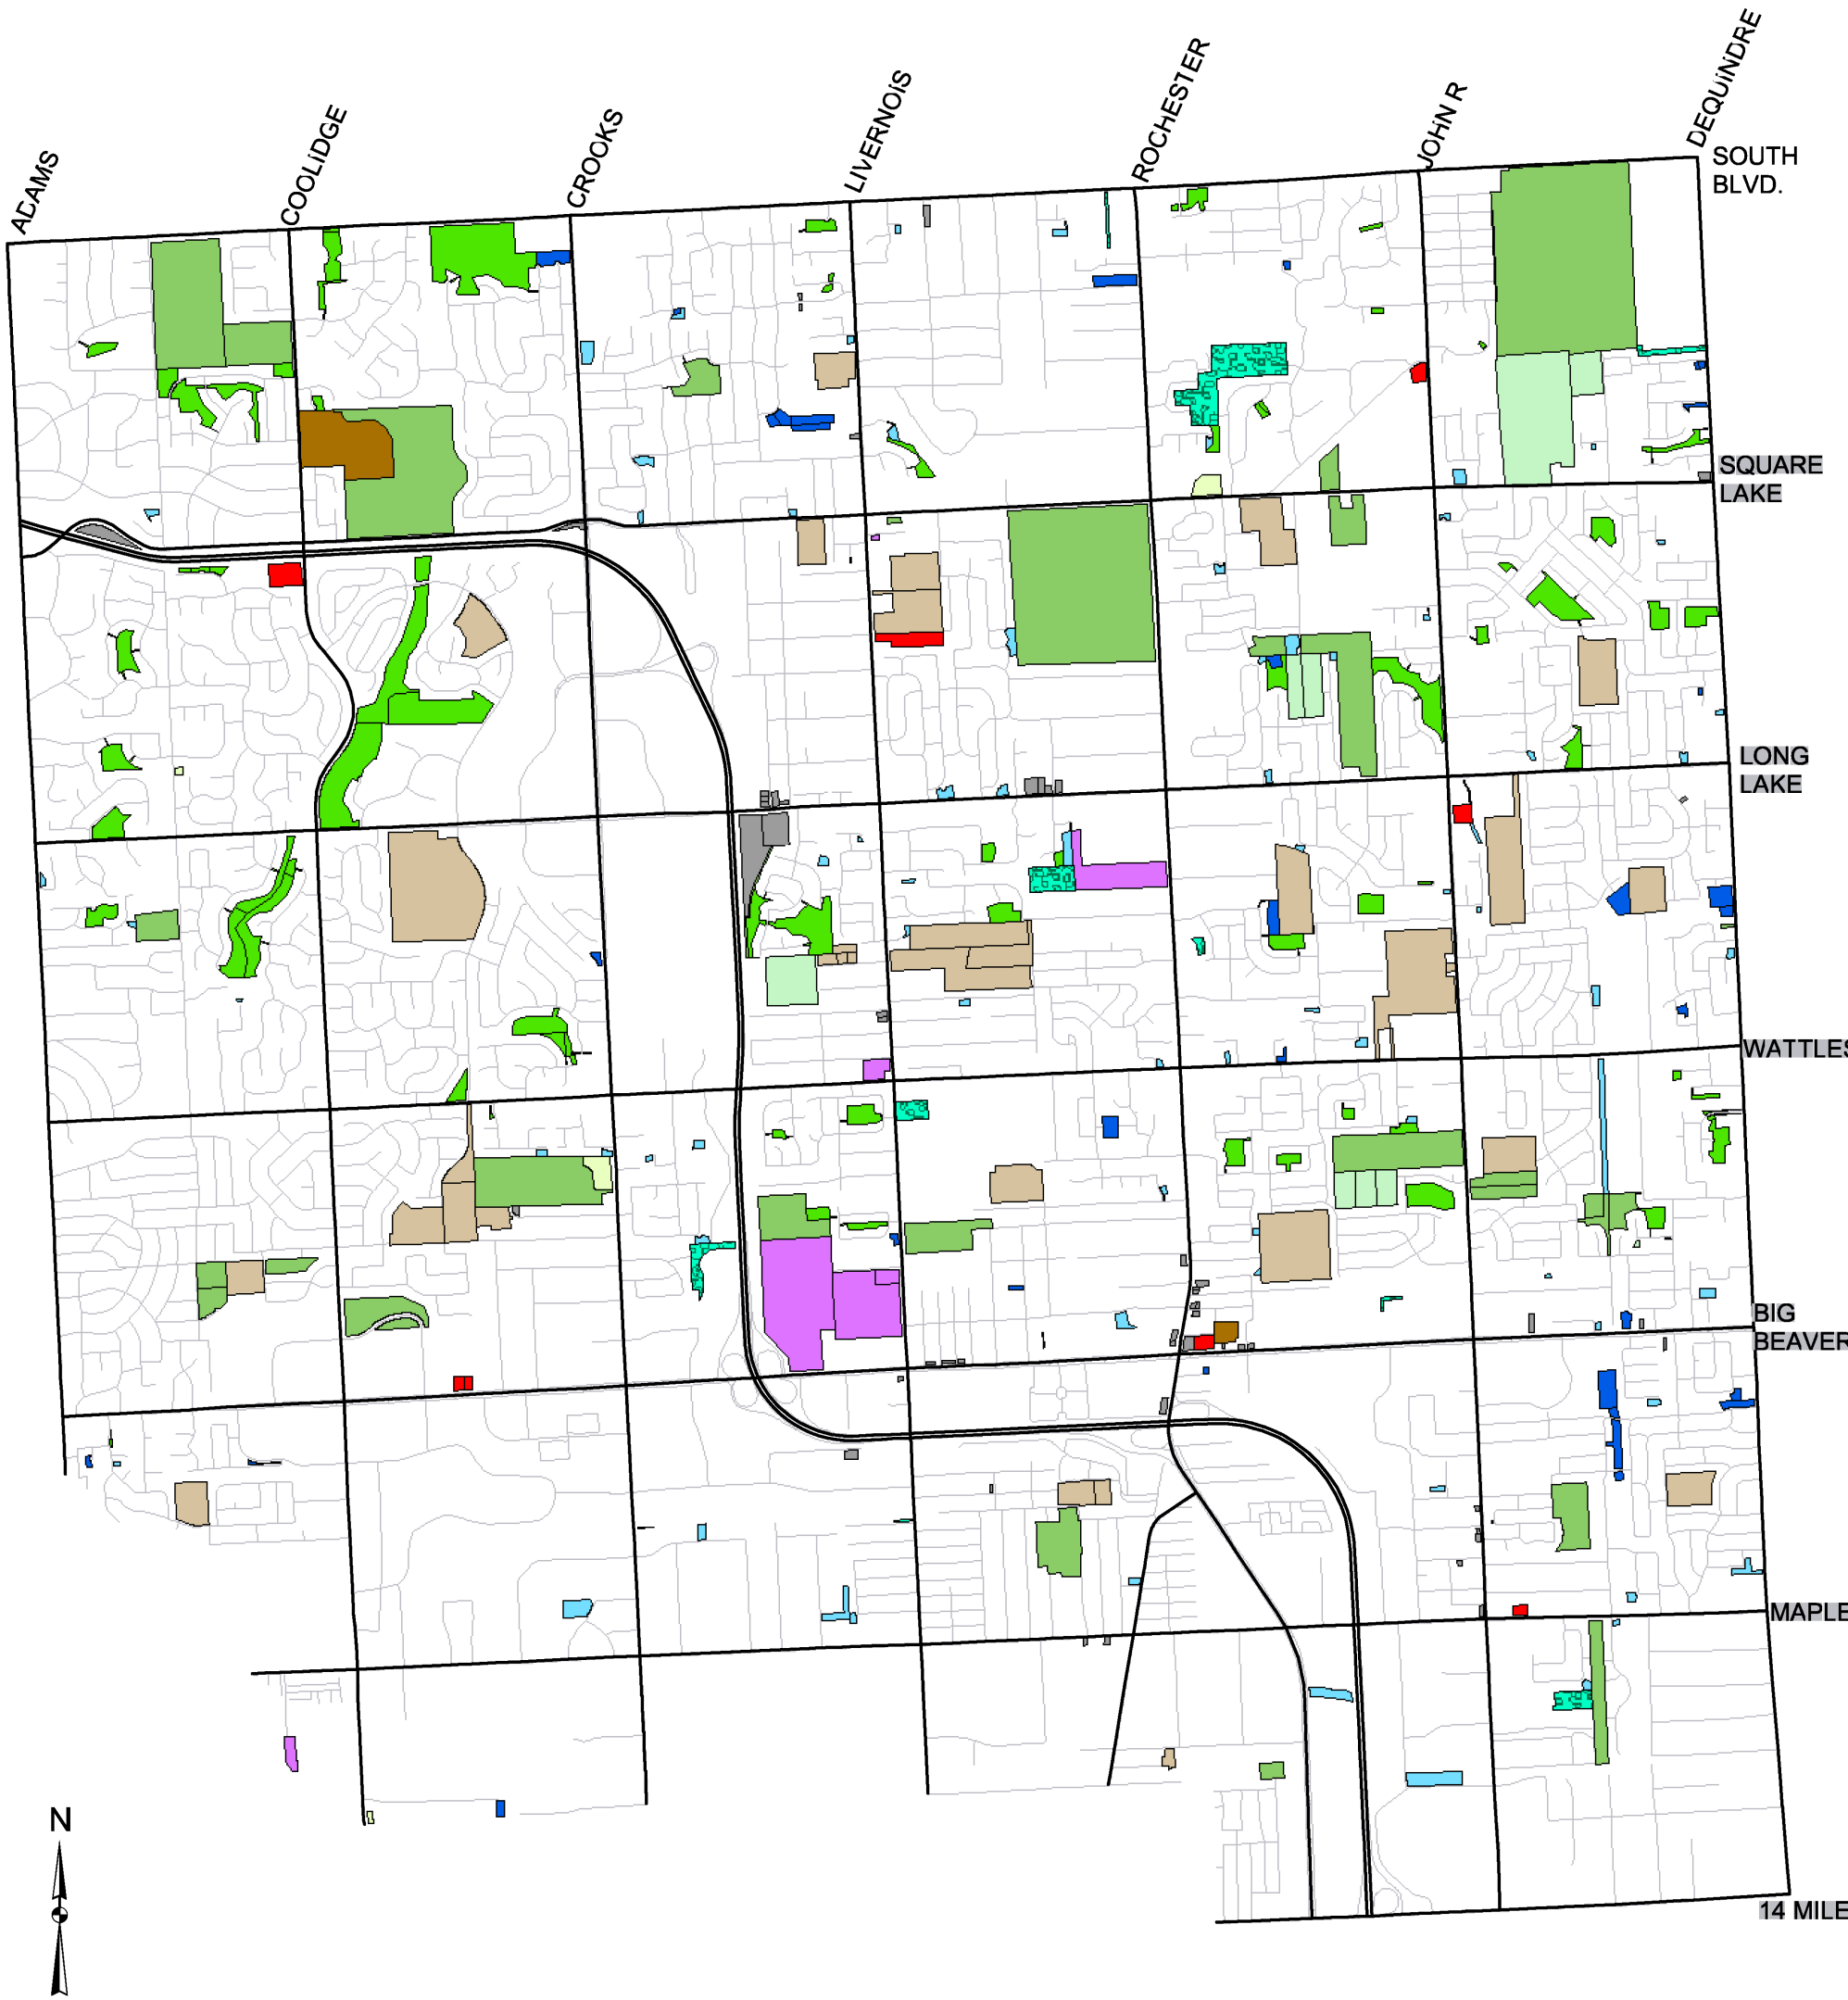 ADAMS
COOLIDGE
CROOKS
LIVERNOIS
ROCHESTER
JOHN R
DEQUINDRE
SOUTH
BLVD.
SQUARE
LAKE
LONG
LAKE
WATTLES
BIG
BEAVER
MAPLE
14 MILE
N